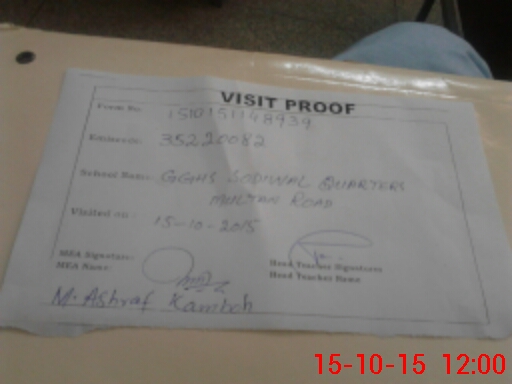 VISIT PROOF
Form No: 1510151148939
Emiscode: 35220082
School Name: GGHS SODIWAL QUARTERS
MULTAN ROAD
Visited on: 15-10-2015
MEA Signature:
MEA Name:
Head Teacher Signature
Head Teacher Name
M. Ashraf Kamboh
15-10-15 12:00